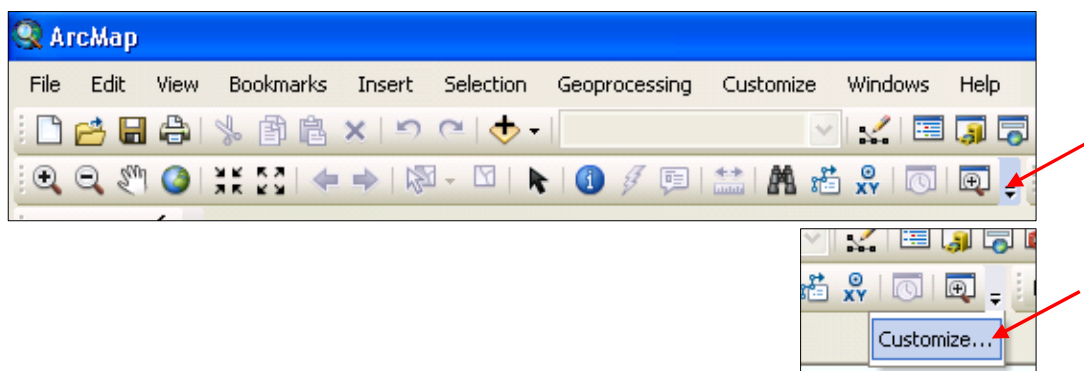 ArcMap
File Edit View Bookmarks Insert Selection Geoprocessing Customize Windows Help
XY
XY
Customize...